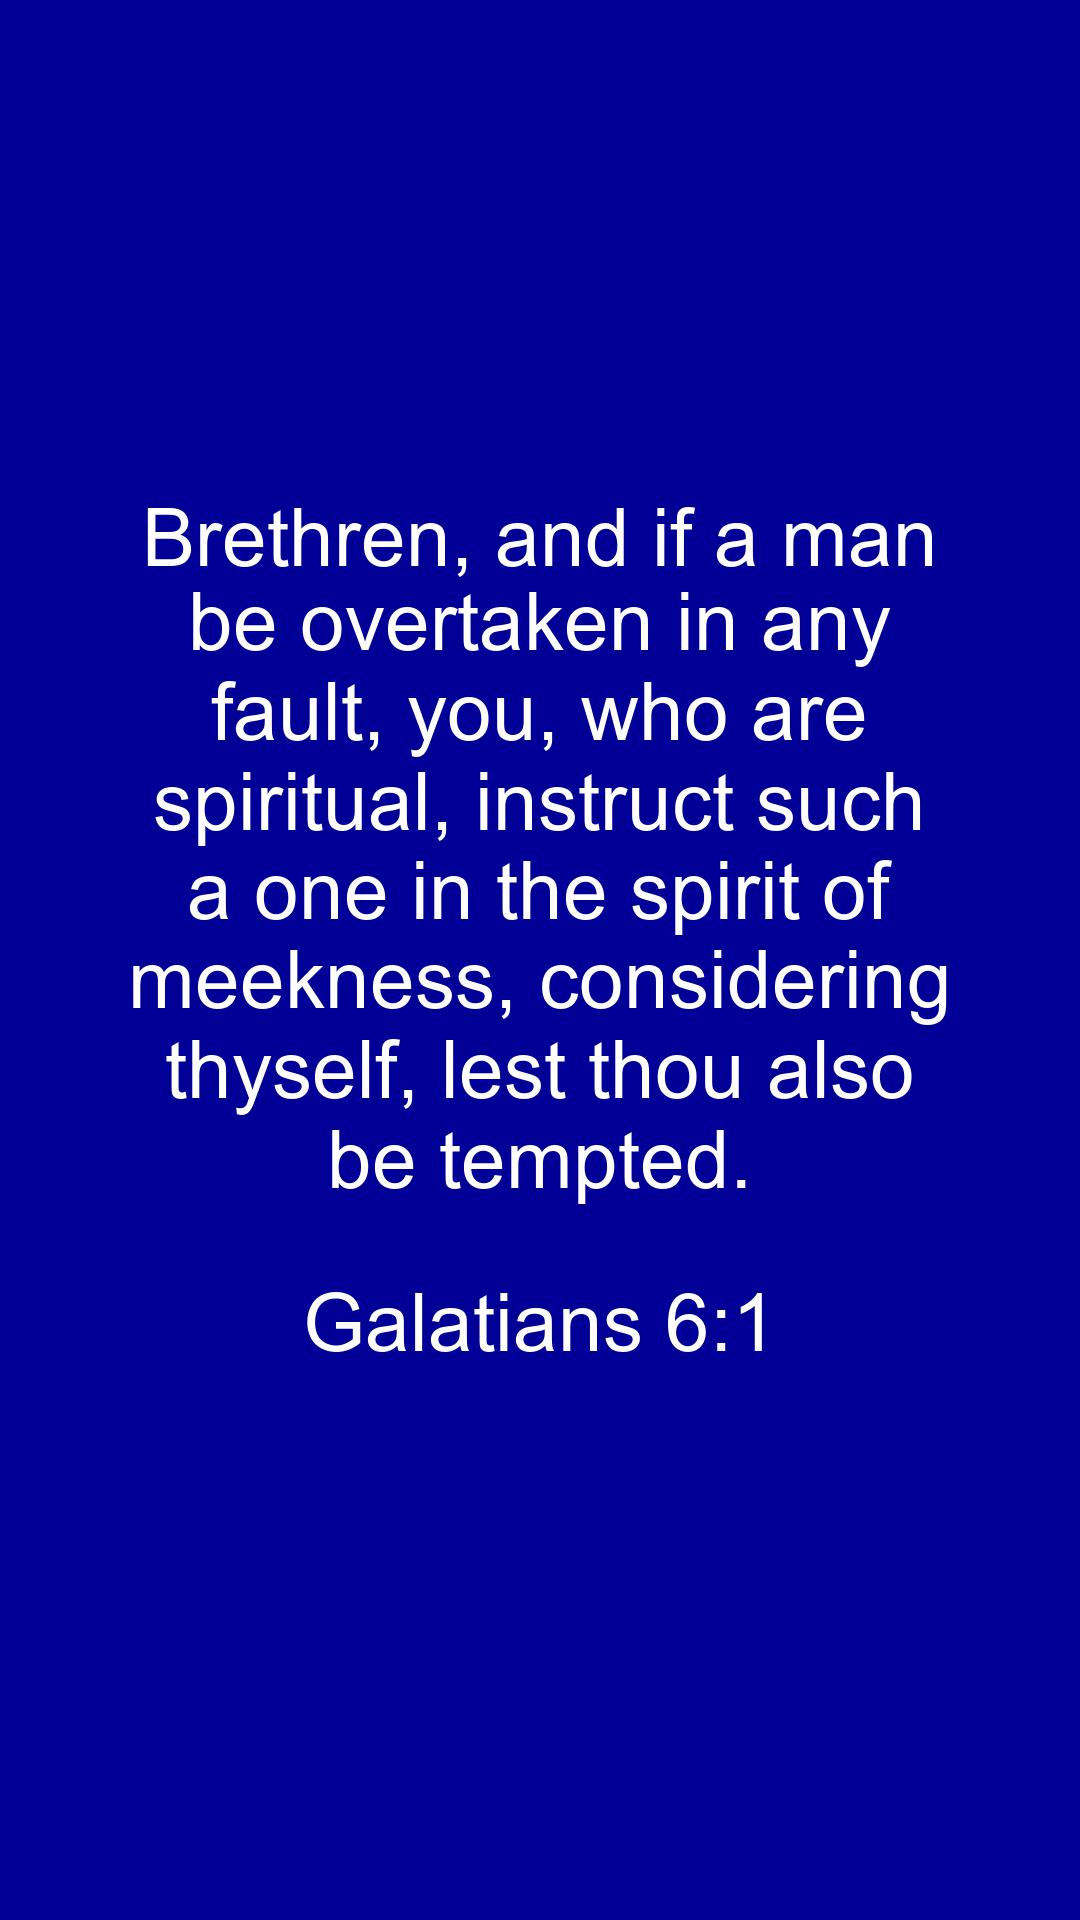 Brethren, and if a man
be overtaken in any
fault, you, who are
spiritual, instruct such
a one in the spirit of
meekness, considering
thyself, lest thou also
be tempted.
Galatians 6:1